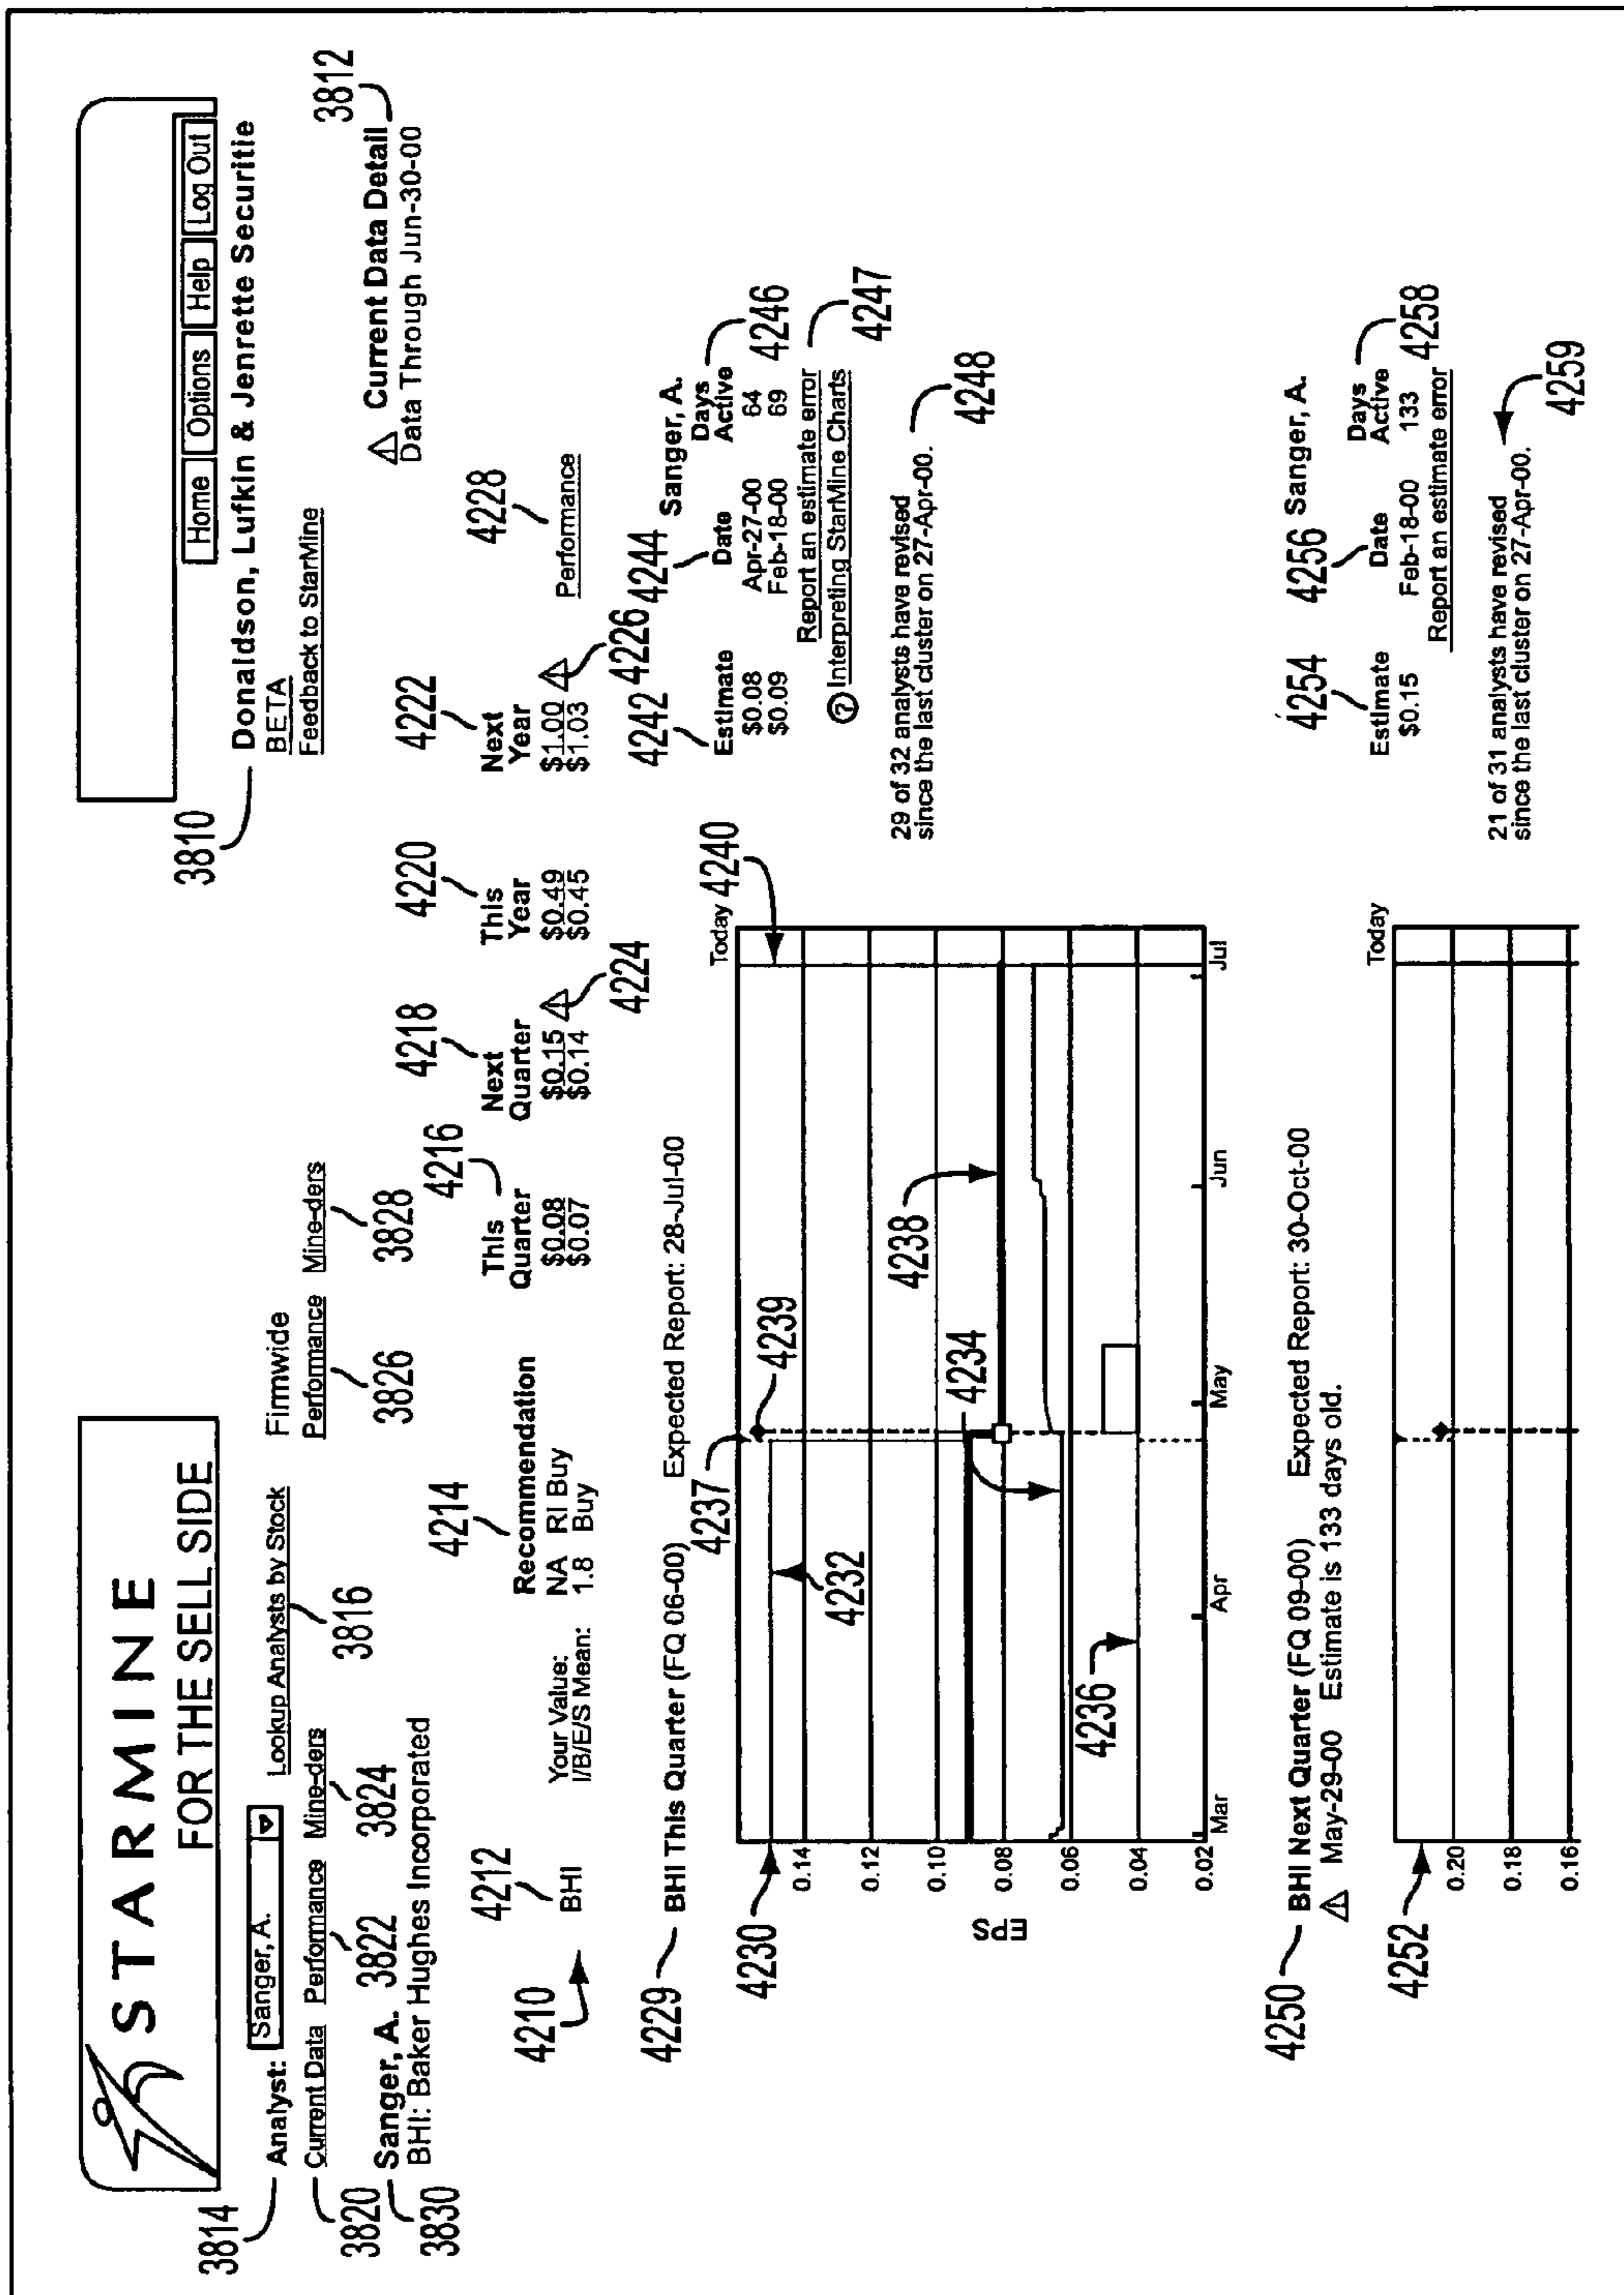 STARMINE
FOR THE SELL SIDE
Home Options Help Log Out
3810 Donaldson, Lufkin & Jenrette Securitie
BETA
Feedback to StarMine
3814 Analyst: Sanger, A. Lookup Analysts by Stock
3816
Firmwide
3820 Current Data Performance Mine-ders Performance Mine-ders
3822 3824 3826 3828
3830 Sanger, A.
BHI: Baker Hughes Incorporated
Current Data Detail 3812
Data Through Jun-30-00
4210 4212 4214 4216 4218 4220 4222 4228
Recommendation This Quarter Next Quarter This Year Next Year
BHI Your Value: NA RI Buy $0.08 $0.15 $0.49 $1.00 Performance
I/B/E/S Mean: 1.8 Buy $0.07 $0.14 $0.45 $1.03
4224 4226
4229 BHI This Quarter (FQ 06-00) Expected Report: 28-Jul-00
4242 4244 Sanger, A.
Estimate Date Days Active 4246
$0.08 Apr-27-00 64
$0.09 Feb-18-00 69
Report an estimate error 4247
? Interpreting StarMine Charts
29 of 32 analysts have revised
since the last cluster on 27-Apr-00. 4248
Today 4240
4230 4232 4237 4239
4234 4238
4236
EPS
0.14
0.12
0.10
0.08
0.06
0.04
0.02
Mar Apr May Jun Jul
4250 BHI Next Quarter (FQ 09-00) Expected Report: 30-Oct-00
May-29-00 Estimate is 133 days old.
4254 4256 Sanger, A.
Estimate Date Days Active 4258
$0.15 Feb-18-00 133
Report an estimate error
21 of 31 analysts have revised
since the last cluster on 27-Apr-00. 4259
Today
4252
0.20
0.18
0.16